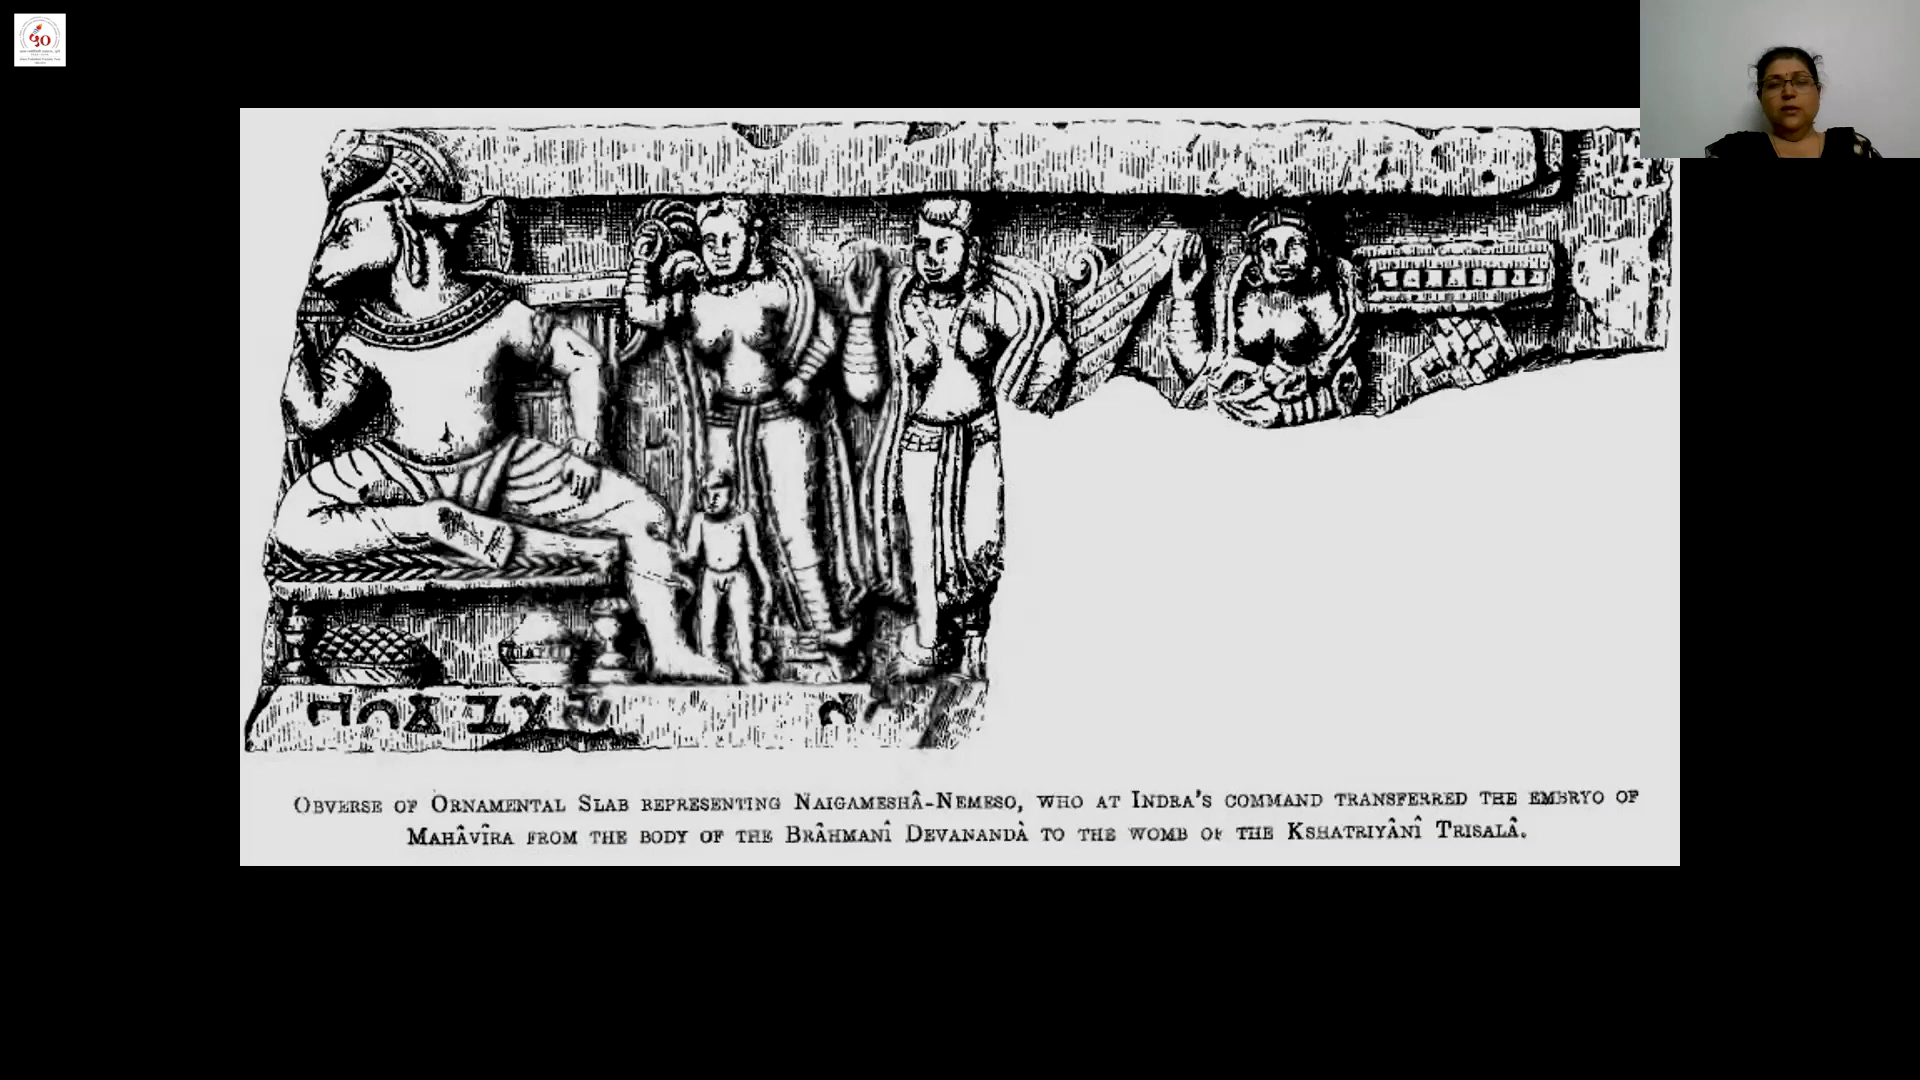 OBVERSE OF ORNAMENTAL SLAB REPRESENTING NAIGAMESHÂ-NEMESO, WHO AT INDRA'S COMMAND TRANSFERRED THE EMBRYO OF
MAHÂVÎRA FROM THE BODY OF THE BRÂHMANÎ DEVANANDÂ TO THE WOMB OF THE KSHATRIYÂNÎ TRISALÂ.